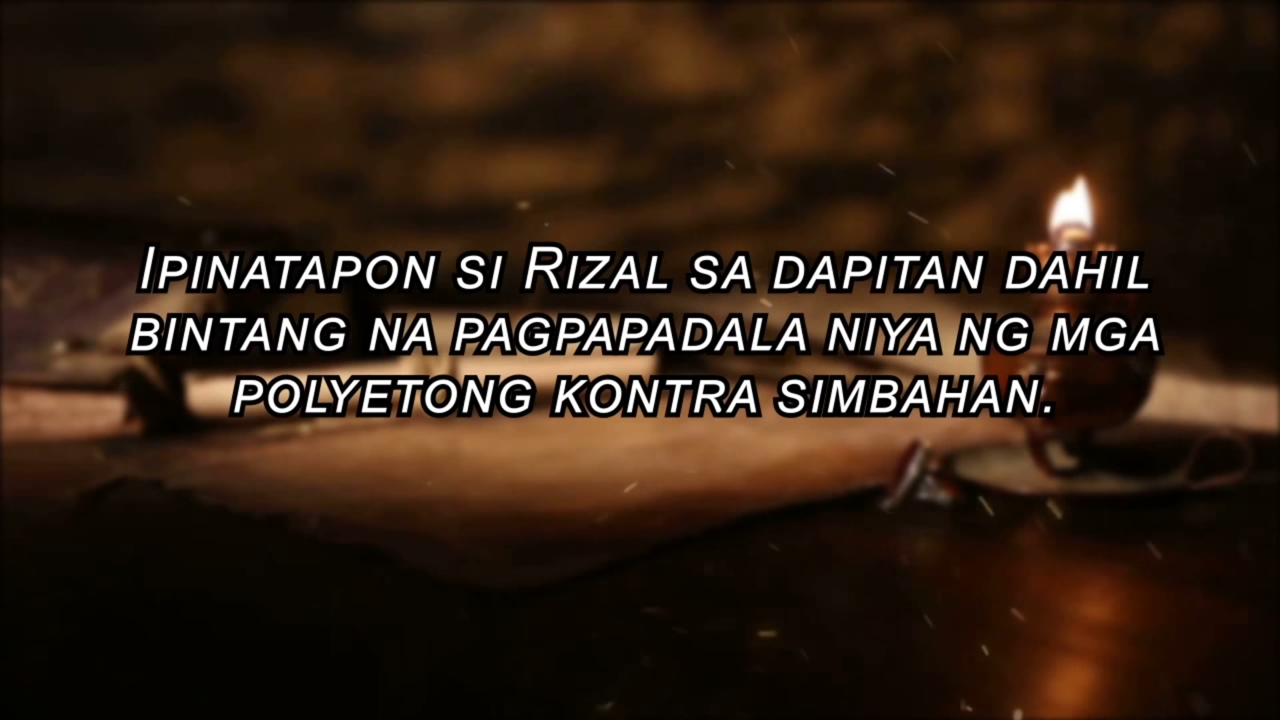 Ipinatapon si Rizal sa dapitan dahil
bintang na pagpapadala niya ng mga
polyetong kontra simbahan.